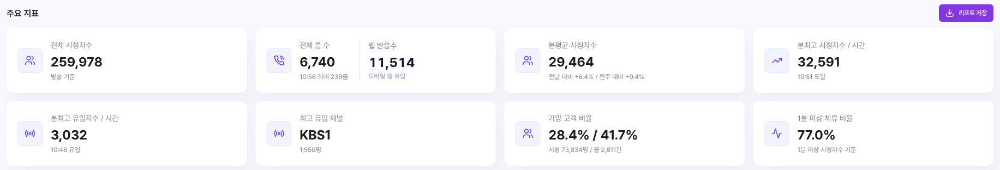 주요 지표
리포트 저장
전체 시청자수
259,978
방송 기준
전체 콜 수
6,740
10:56 최대 239콜
웹 반응수
11,514
모바일 웹 유입
분평균 시청자수
29,464
전날 대비 +6.4% / 전주 대비 +9.4%
분최고 시청자수 / 시간
32,591
10:51 도달
분최고 유입자수 / 시간
3,032
10:46 유입
최고 유입 채널
KBS1
1,550명
가망 고객 비율
28.4% / 41.7%
시청 73,834명 / 콜 2,811건
1분 이상 체류 비율
77.0%
1분 이상 시청자수 기준